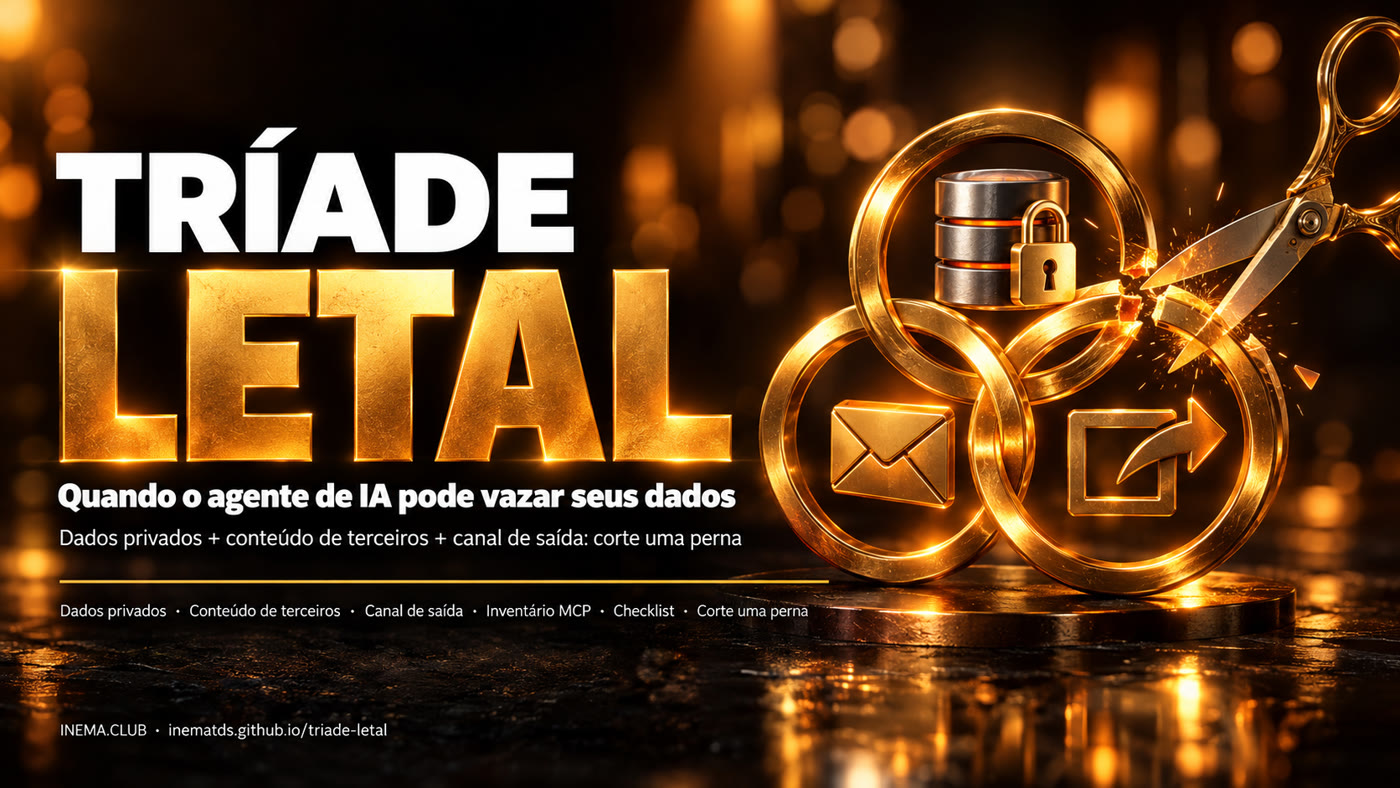 TRÍADE
LETAL
Quando o agente de IA pode vazar seus dados
Dados privados + conteúdo de terceiros + canal de saída: corte uma perna
Dados privados • Conteúdo de terceiros • Canal de saída • Inventário MCP • Checklist • Corte uma perna
INEMA.CLUB • inematds.github.io/triade-letal